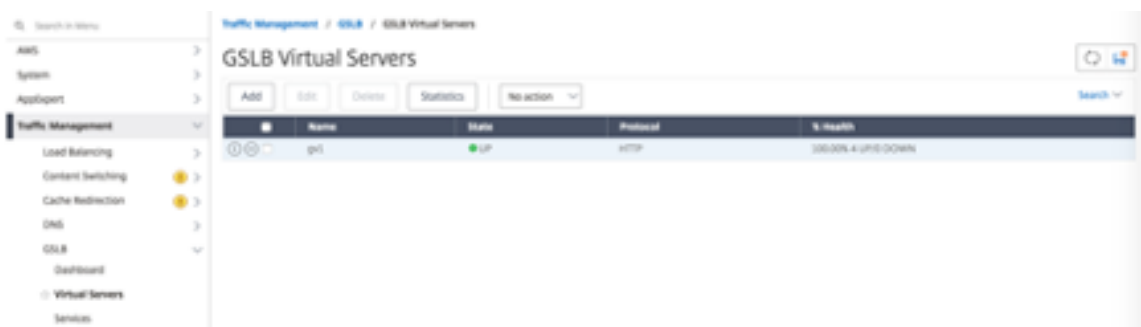 Search in Menu
AWS
System
AppExpert
Traffic Management
Load Balancing
Content Switching
Cache Redirection
DNS
GSLB
Dashboard
Virtual Servers
Services
Traffic Management / GSLB / GSLB Virtual Servers
GSLB Virtual Servers
Add Edit Delete Statistics No action
Search
Name State Protocol % Health
gv1 UP HTTP 100.00% 4 UP/0 DOWN